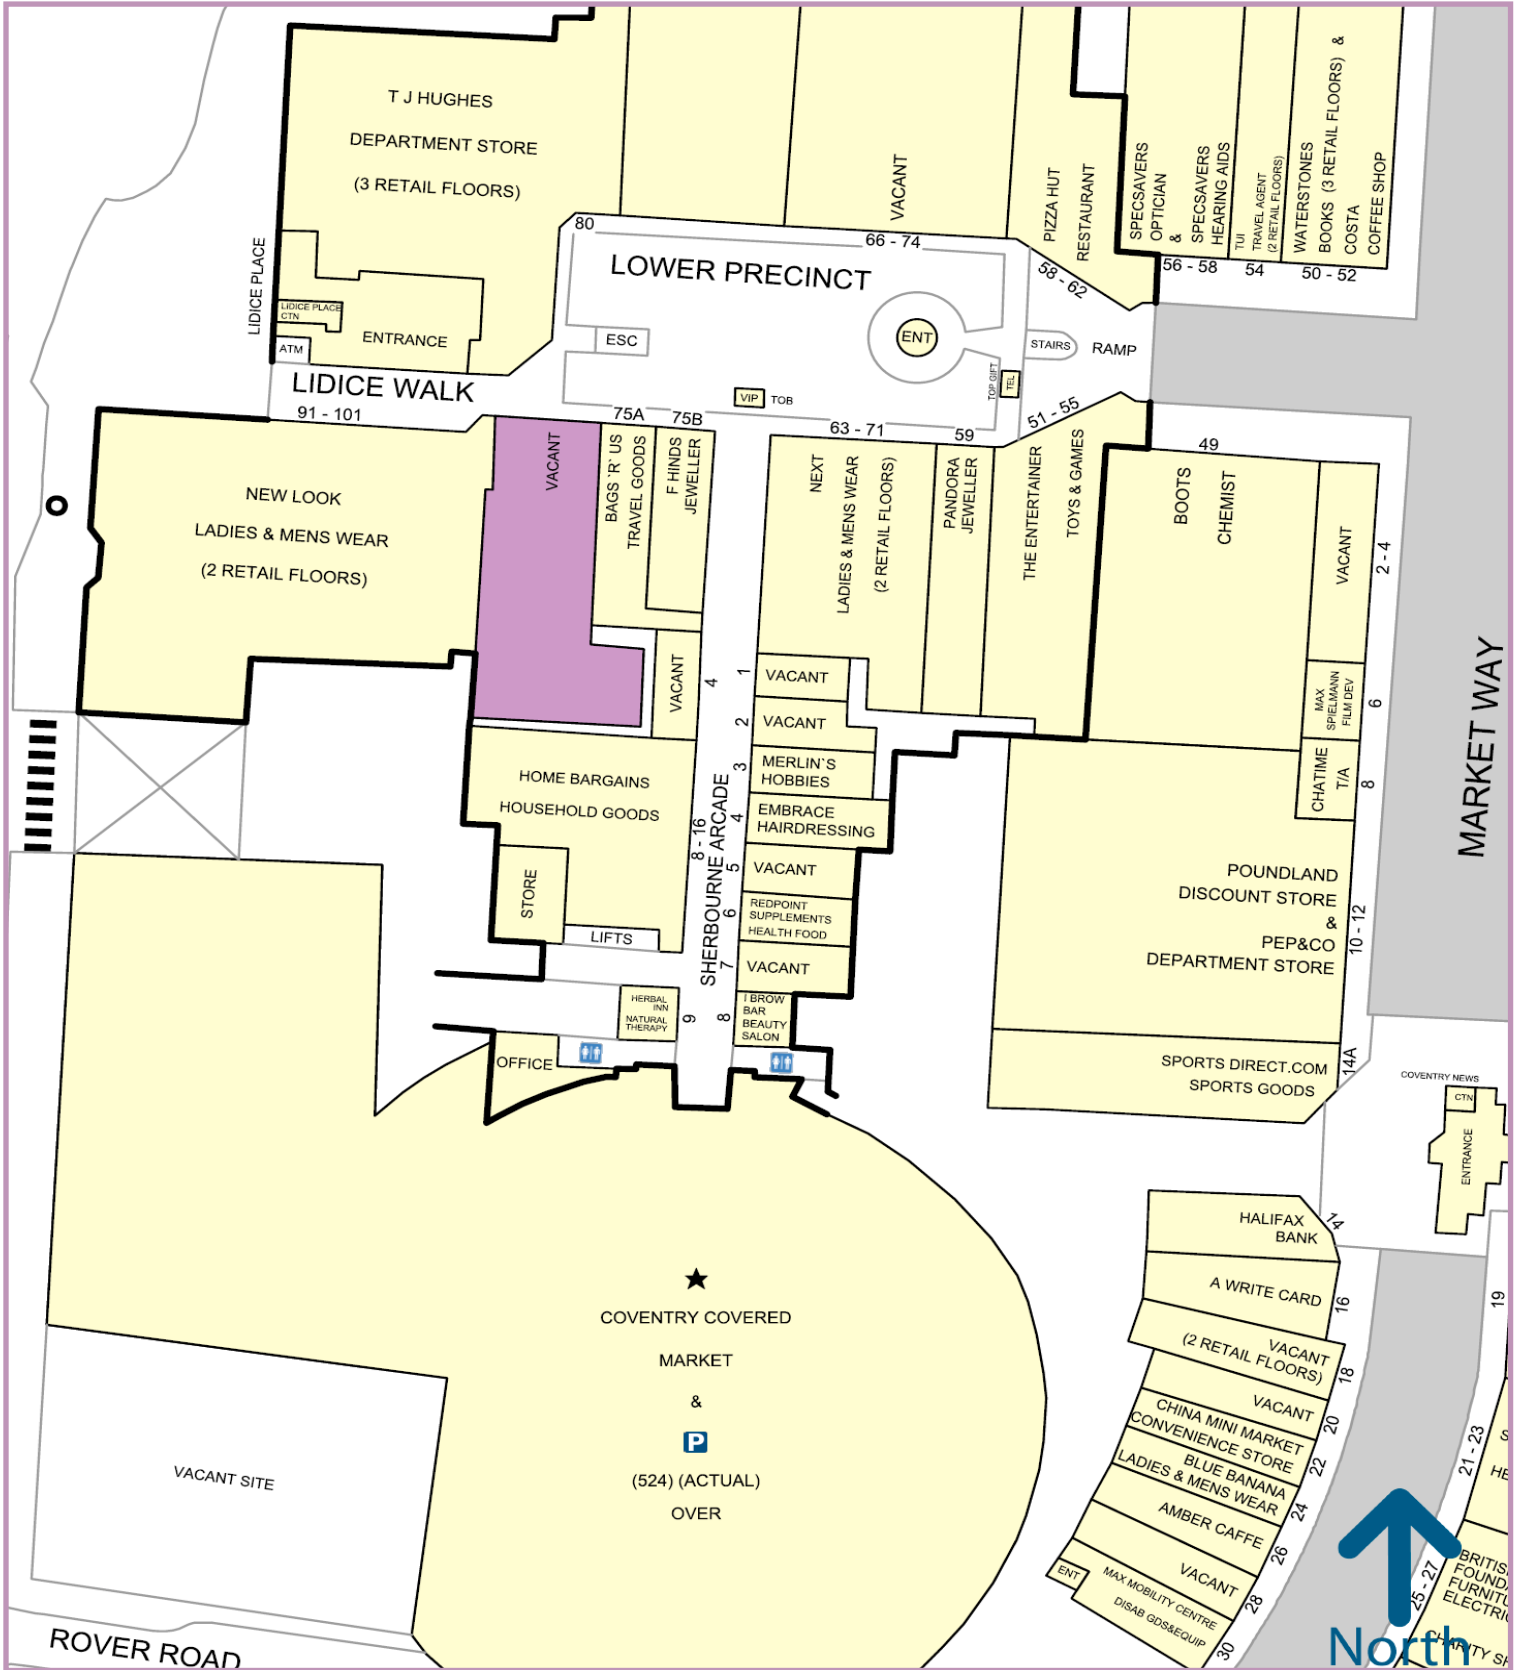 T J HUGHES
DEPARTMENT STORE
(3 RETAIL FLOORS)
VACANT
PIZZA HUT
RESTAURANT
SPECSAVERS
OPTICIAN
&
SPECSAVERS
HEARING AIDS
TUI
TRAVEL AGENT
(2 RETAIL FLOORS)
WATERSTONES
BOOKS (3 RETAIL FLOORS) &
COSTA
COFFEE SHOP
80
66 - 74
58 - 62
56 - 58
54
50 - 52
LOWER PRECINCT
LIDICE PLACE
LIDICE PLACE
CTN
ENTRANCE
ATM
ESC
ENT
STAIRS
RAMP
TOP GIFT
TEL
VIP
TOB
LIDICE WALK
91 - 101
75A
75B
63 - 71
59
51 - 55
49
NEW LOOK
LADIES & MENS WEAR
(2 RETAIL FLOORS)
VACANT
BAGS 'R' US
TRAVEL GOODS
F HINDS
JEWELLER
NEXT
LADIES & MENS WEAR
(2 RETAIL FLOORS)
PANDORA
JEWELLER
THE ENTERTAINER
TOYS & GAMES
BOOTS
CHEMIST
VACANT
2 - 4
MAX
SPIELMANN
FILM DEV
6
CHATIME
T/A
8
MARKET WAY
VACANT
4
1
VACANT
2
VACANT
3
MERLIN`S
HOBBIES
4
EMBRACE
HAIRDRESSING
5
VACANT
6
REDPOINT
SUPPLEMENTS
HEALTH FOOD
7
VACANT
8
I BROW
BAR
BEAUTY
SALON
HOME BARGAINS
HOUSEHOLD GOODS
8 - 16
SHERBOURNE ARCADE
STORE
LIFTS
HERBAL
INN
NATURAL
THERAPY
9
OFFICE
POUNDLAND
DISCOUNT STORE
&
PEP&CO
DEPARTMENT STORE
10 - 12
SPORTS DIRECT.COM
SPORTS GOODS
14A
COVENTRY NEWS
CTN
ENTRANCE
HALIFAX
BANK
14
A WRITE CARD
16
VACANT
(2 RETAIL FLOORS)
18
VACANT
20
CHINA MINI MARKET
CONVENIENCE STORE
22
BLUE BANANA
LADIES & MENS WEAR
24
AMBER CAFFE
26
VACANT
28
ENT
MAX MOBILITY CENTRE
DISAB GDS&EQUIP
30
19
21 - 23
S
HE
25 - 27
BRITIS
FOUNDA
FURNITU
ELECTRIC
CHARITY SH
COVENTRY COVERED
MARKET
&
P
(524) (ACTUAL)
OVER
VACANT SITE
ROVER ROAD
North